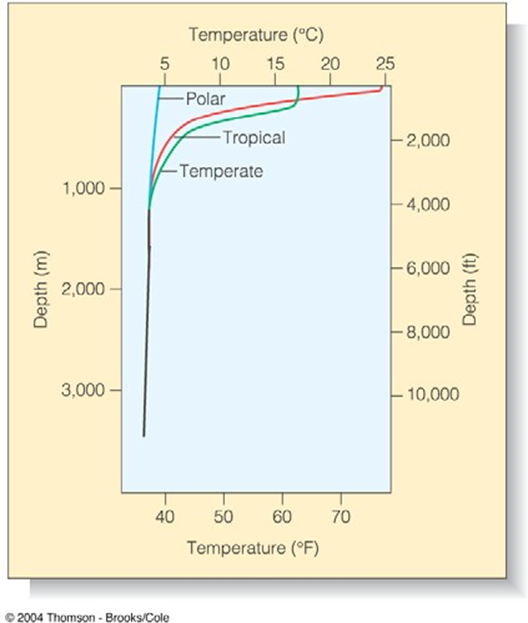 Temperature (°C)
5 10 15 20 25
Polar
Tropical
2,000
Temperate
1,000
4,000
6,000
2,000
8,000
3,000
10,000
Depth (m)
Depth (ft)
40 50 60 70
Temperature (°F)
© 2004 Thomson - Brooks/Cole